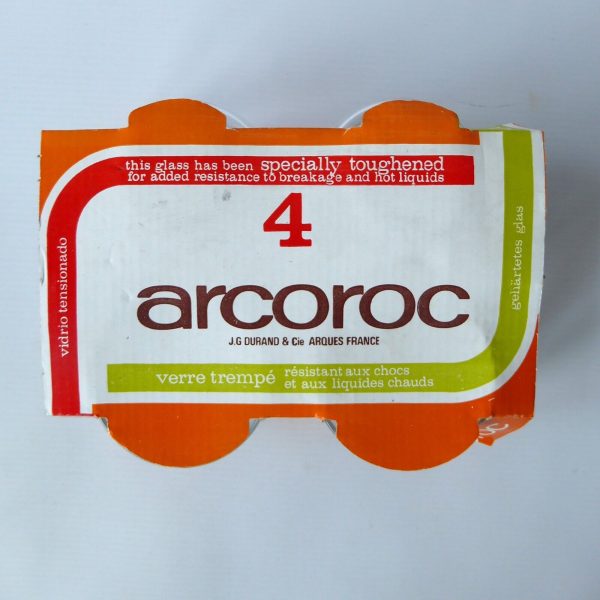 this glass has been specially toughened
for added resistance to breakage and hot liquids
4
vidrio tensionado
arcoroc
J.G DURAND & Cie ARQUES FRANCE
gehärtetes glas
verre trempé résistant aux chocs
et aux liquides chauds
oc